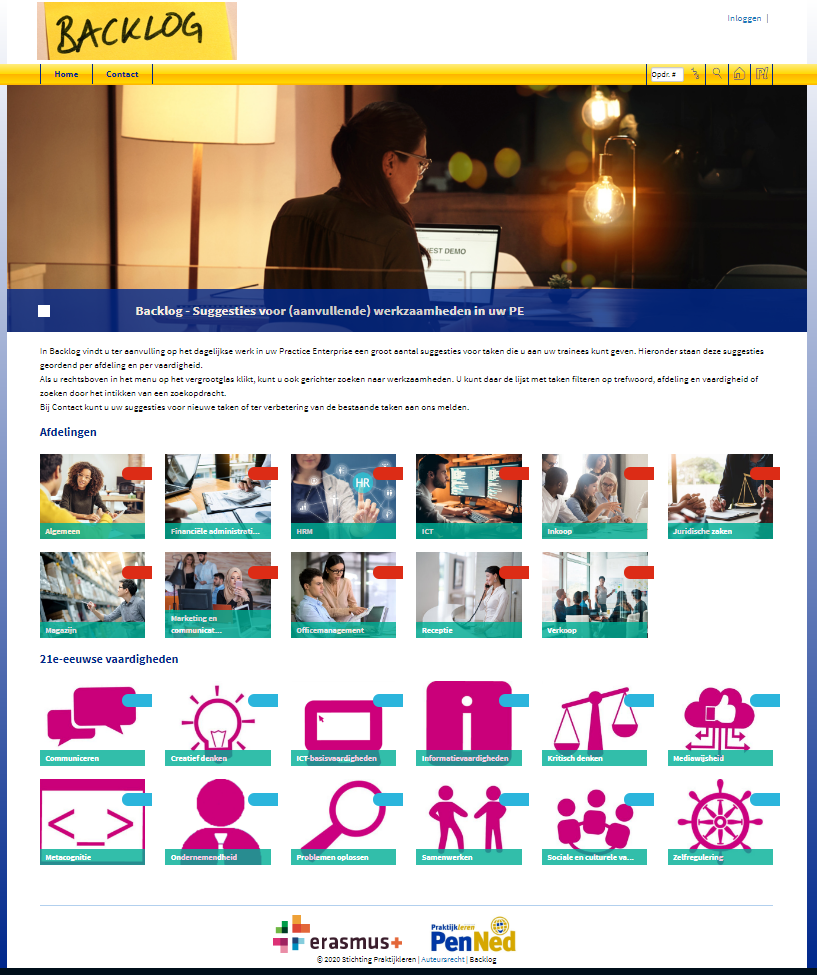 BACKLOG
Inloggen |
Home
Contact
Opdr. #
EST DEMO
Backlog - Suggesties voor (aanvullende) werkzaamheden in uw PE
In Backlog vindt u ter aanvulling op het dagelijkse werk in uw Practice Enterprise een groot aantal suggesties voor taken die u aan uw trainees kunt geven. Hieronder staan deze suggesties
geordend per afdeling en per vaardigheid.
Als u rechtsboven in het menu op het vergrootglas klikt, kunt u ook gerichter zoeken naar werkzaamheden. U kunt daar de lijst met taken filteren op trefwoord, afdeling en vaardigheid of
zoeken door het intikken van een zoekopdracht.
Bij Contact kunt u uw suggesties voor nieuwe taken of ter verbetering van de bestaande taken aan ons melden.
Afdelingen
HR
Algemeen
Financiële administrati...
HRM
ICT
Inkoop
Juridische zaken
Magazijn
Marketing en
communicat...
Officemanagement
Receptie
Verkoop
21e-eeuwse vaardigheden
Communiceren
Creatief denken
ICT-basisvaardigheden
Informatievaardigheden
Kritisch denken
Mediawijsheid
<_>
Metacognitie
Ondernemendheid
Problemen oplossen
Samenwerken
Sociale en culturele va...
Zelfregulering
erasmus+
Praktijkleren
PenNed
© 2020 Stichting Praktijkleren | Auteursrecht | Backlog